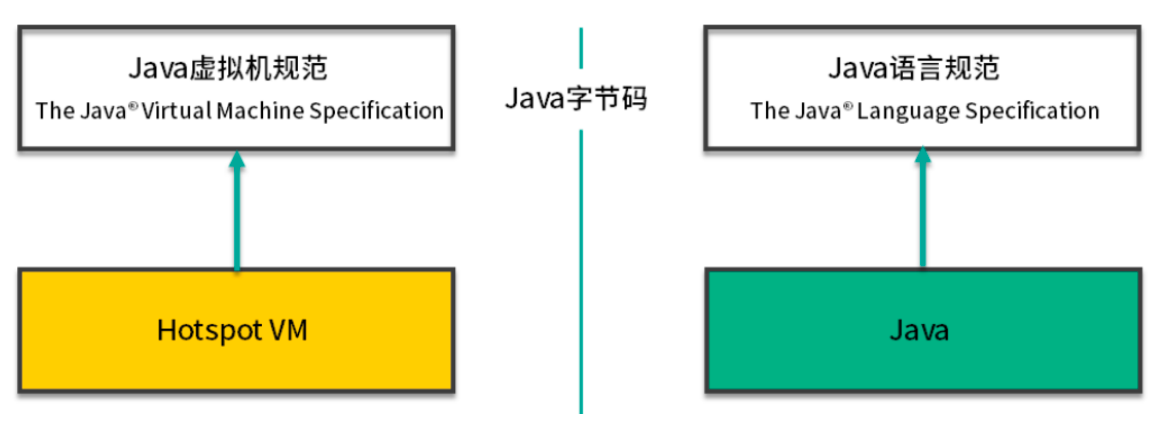 Java虚拟机规范
The Java® Virtual Machine Specification
Java字节码
Java语言规范
The Java® Language Specification
Hotspot VM
Java